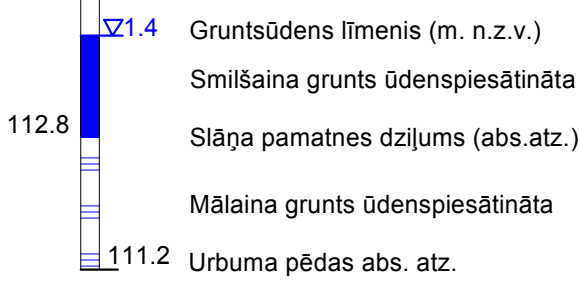 1.4 Gruntsūdens līmenis (m. n.z.v.)
Smilšaina grunts ūdenspiesātināta
112.8 Slāņa pamatnes dziļums (abs.atz.)
Mālaina grunts ūdenspiesātināta
111.2 Urbuma pēdas abs. atz.